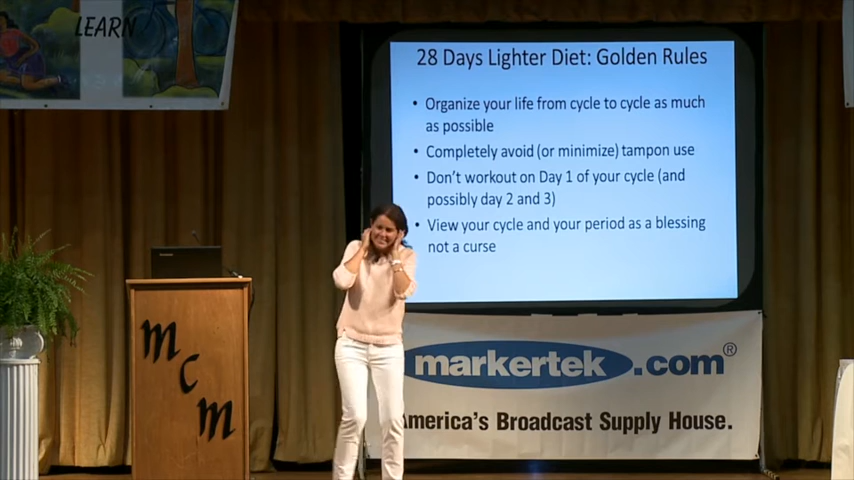 LEARN
28 Days Lighter Diet: Golden Rules
• Organize your life from cycle to cycle as much
as possible
• Completely avoid (or minimize) tampon use
• Don't workout on Day 1 of your cycle (and
possibly day 2 and 3)
• View your cycle and your period as a blessing
not a curse
mcm
markertek.com®
America's Broadcast Supply House.